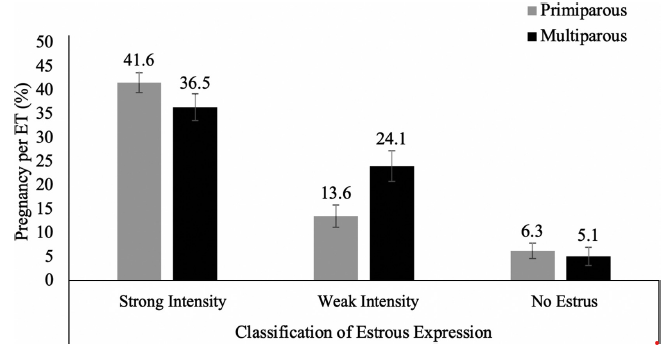 Primiparous
Multiparous
Pregnancy per ET (%)
50
45
40
35
30
25
20
15
10
5
0
41.6
36.5
13.6
24.1
6.3
5.1
Strong Intensity
Weak Intensity
No Estrus
Classification of Estrous Expression